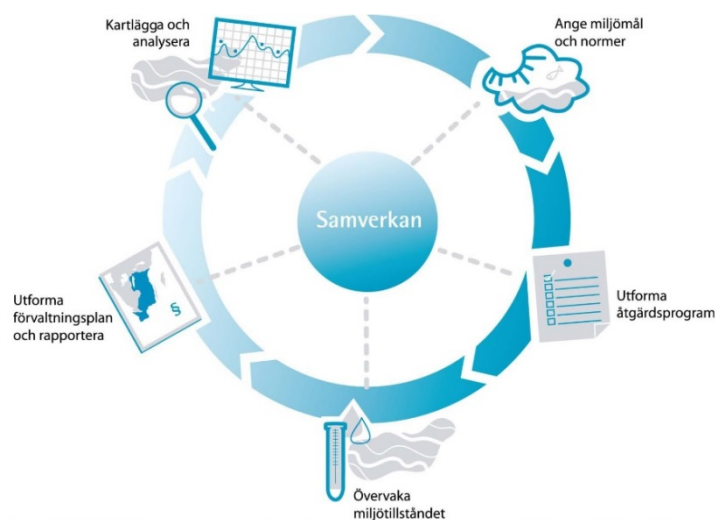 Kartlägga och
analysera
Ange miljömål
och normer
Samverkan
Utforma
åtgärdsprogram
Utforma
förvaltningsplan
och rapportera
§
Övervaka
miljötillståndet